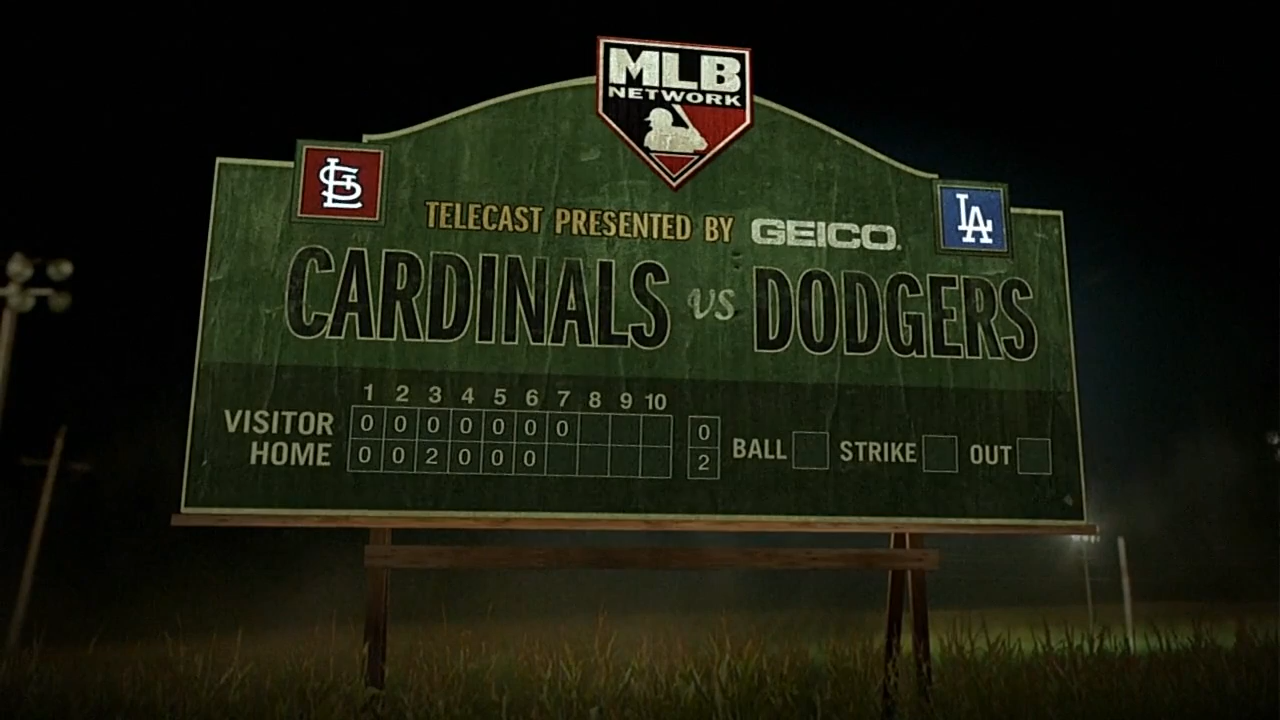 MLB
NETWORK
STL
LA
TELECAST PRESENTED BY GEICO.
CARDINALS vs DODGERS
1 2 3 4 5 6 7 8 9 10
VISITOR 0 0 0 0 0 0 0 0
HOME 0 0 2 0 0 0 2
BALL STRIKE OUT